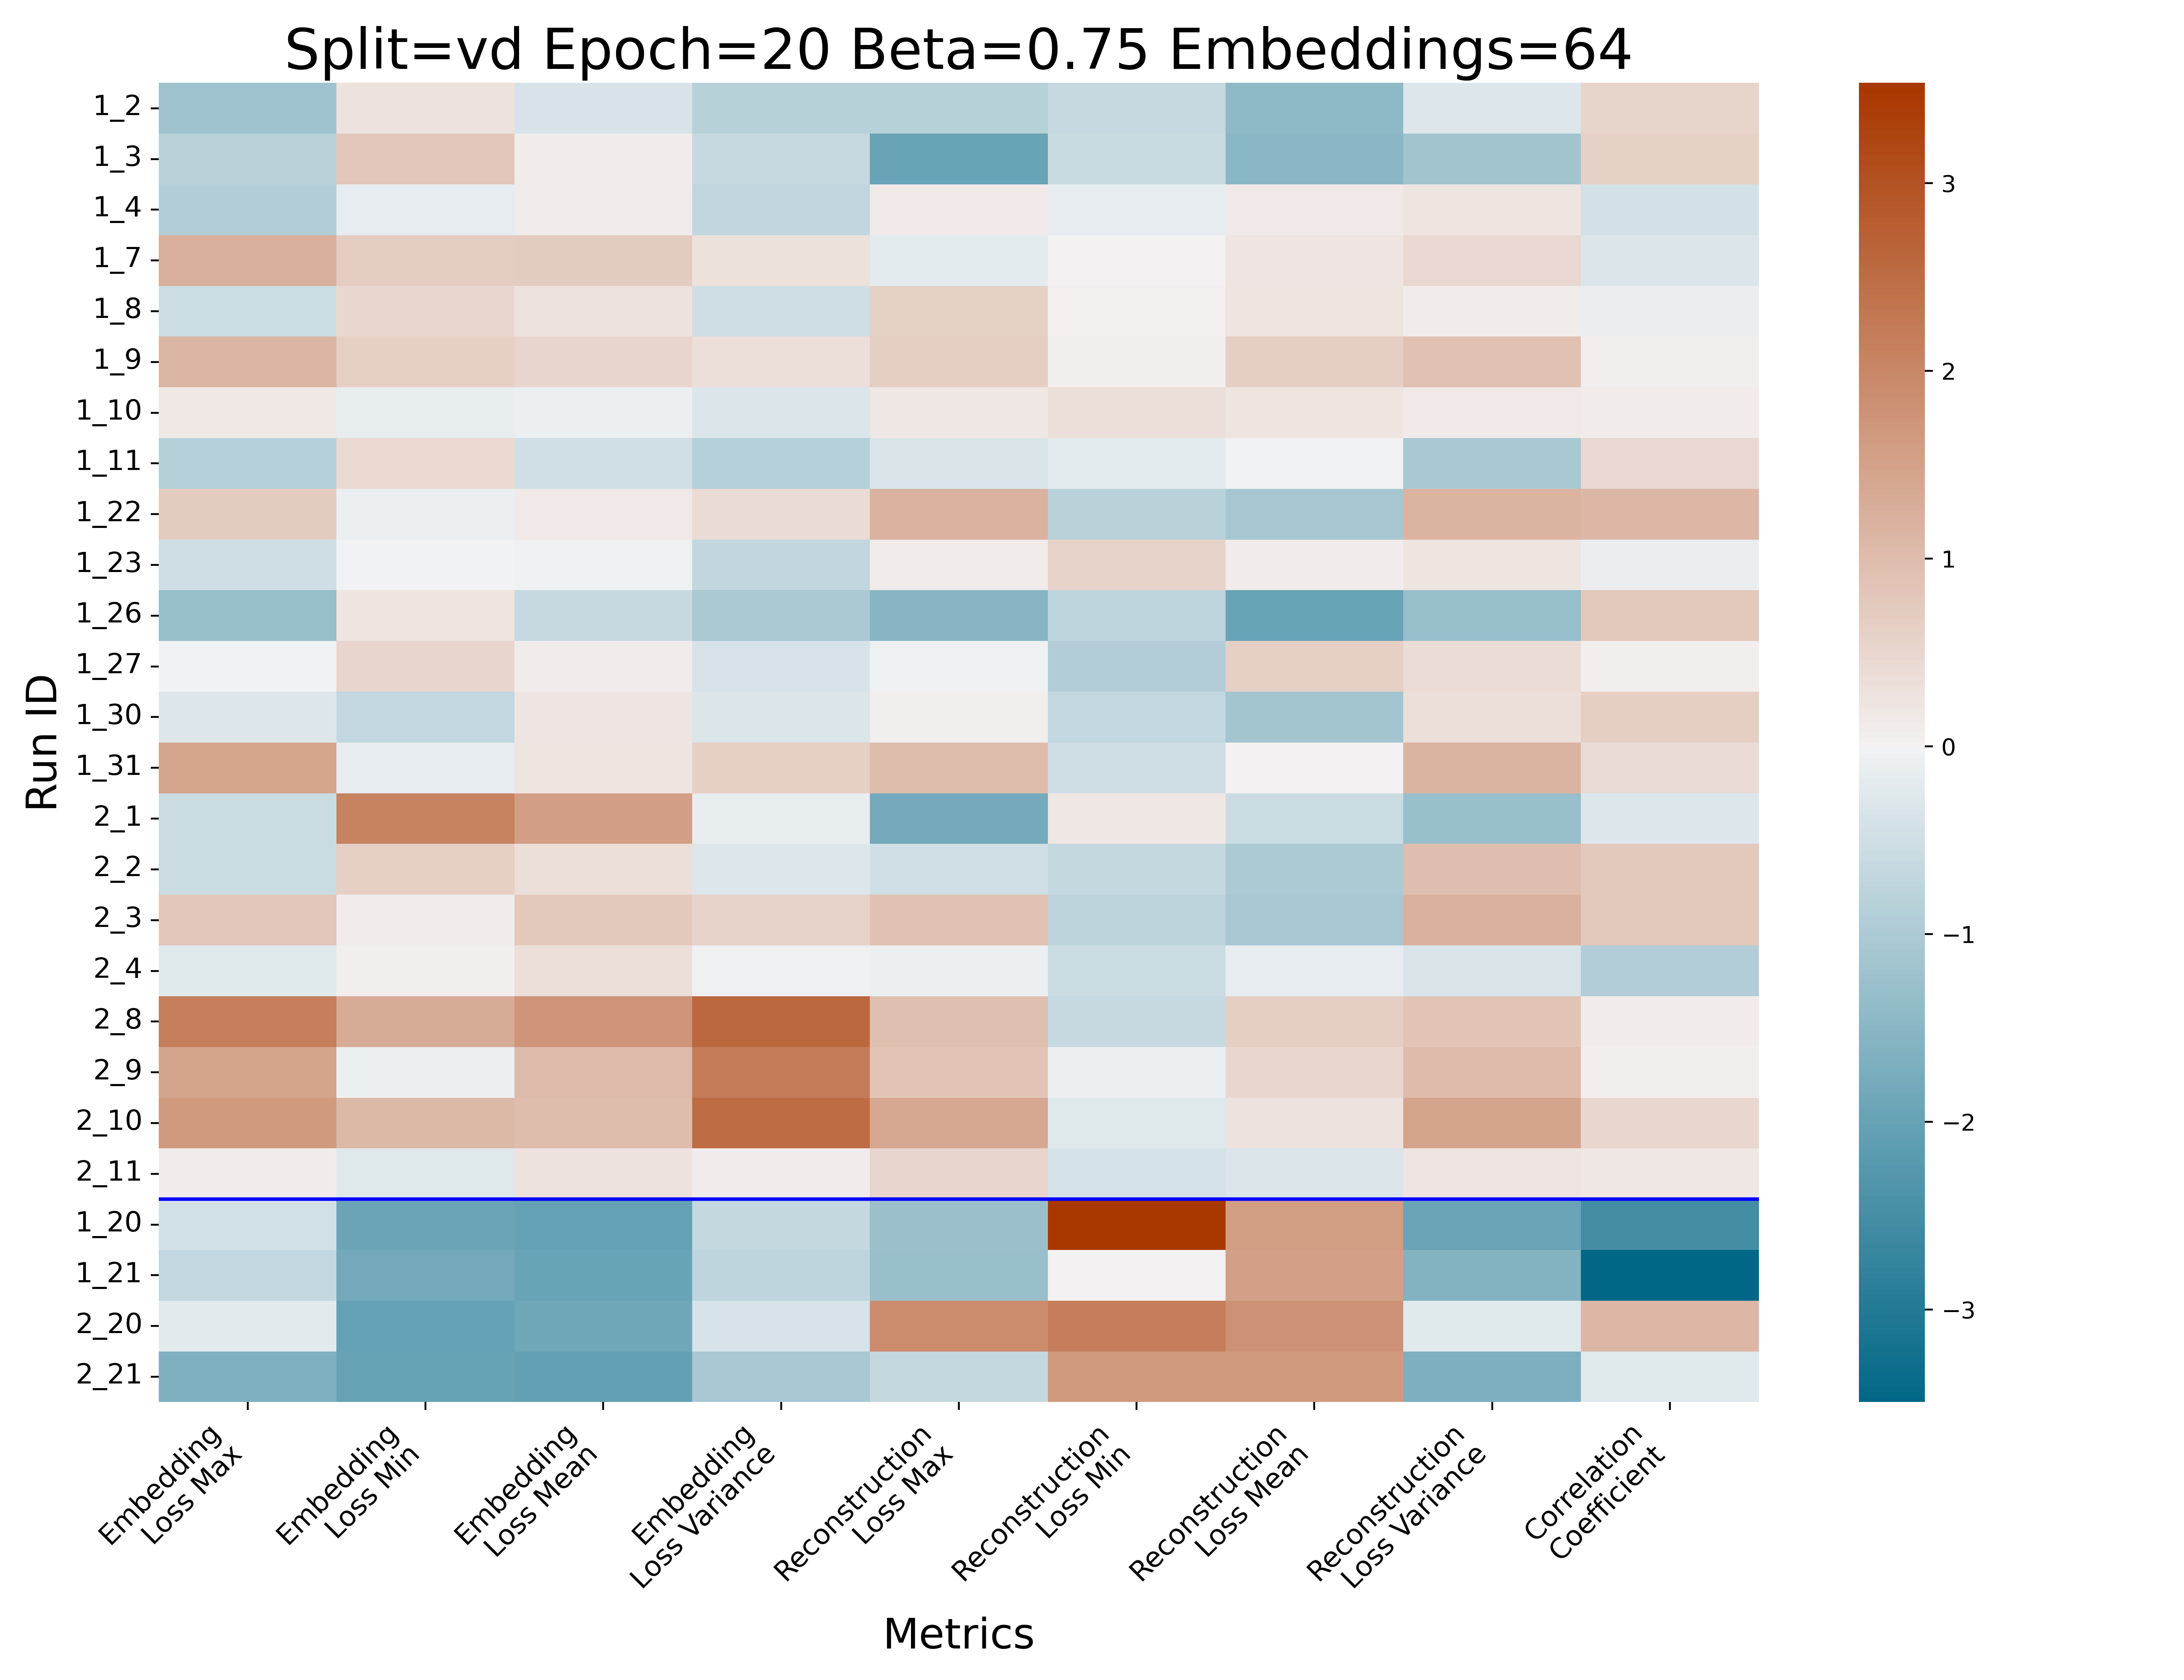 Split=vd Epoch=20 Beta=0.75 Embeddings=64
Run ID
1_2
1_3
1_4
1_7
1_8
1_9
1_10
1_11
1_22
1_23
1_26
1_27
1_30
1_31
2_1
2_2
2_3
2_4
2_8
2_9
2_10
2_11
1_20
1_21
2_20
2_21
Embedding
Loss Max
Embedding
Loss Min
Embedding
Loss Mean
Embedding
Loss Variance
Reconstruction
Loss Max
Reconstruction
Loss Min
Reconstruction
Loss Mean
Reconstruction
Loss Variance
Correlation
Coefficient
Metrics
3
2
1
0
−1
−2
−3